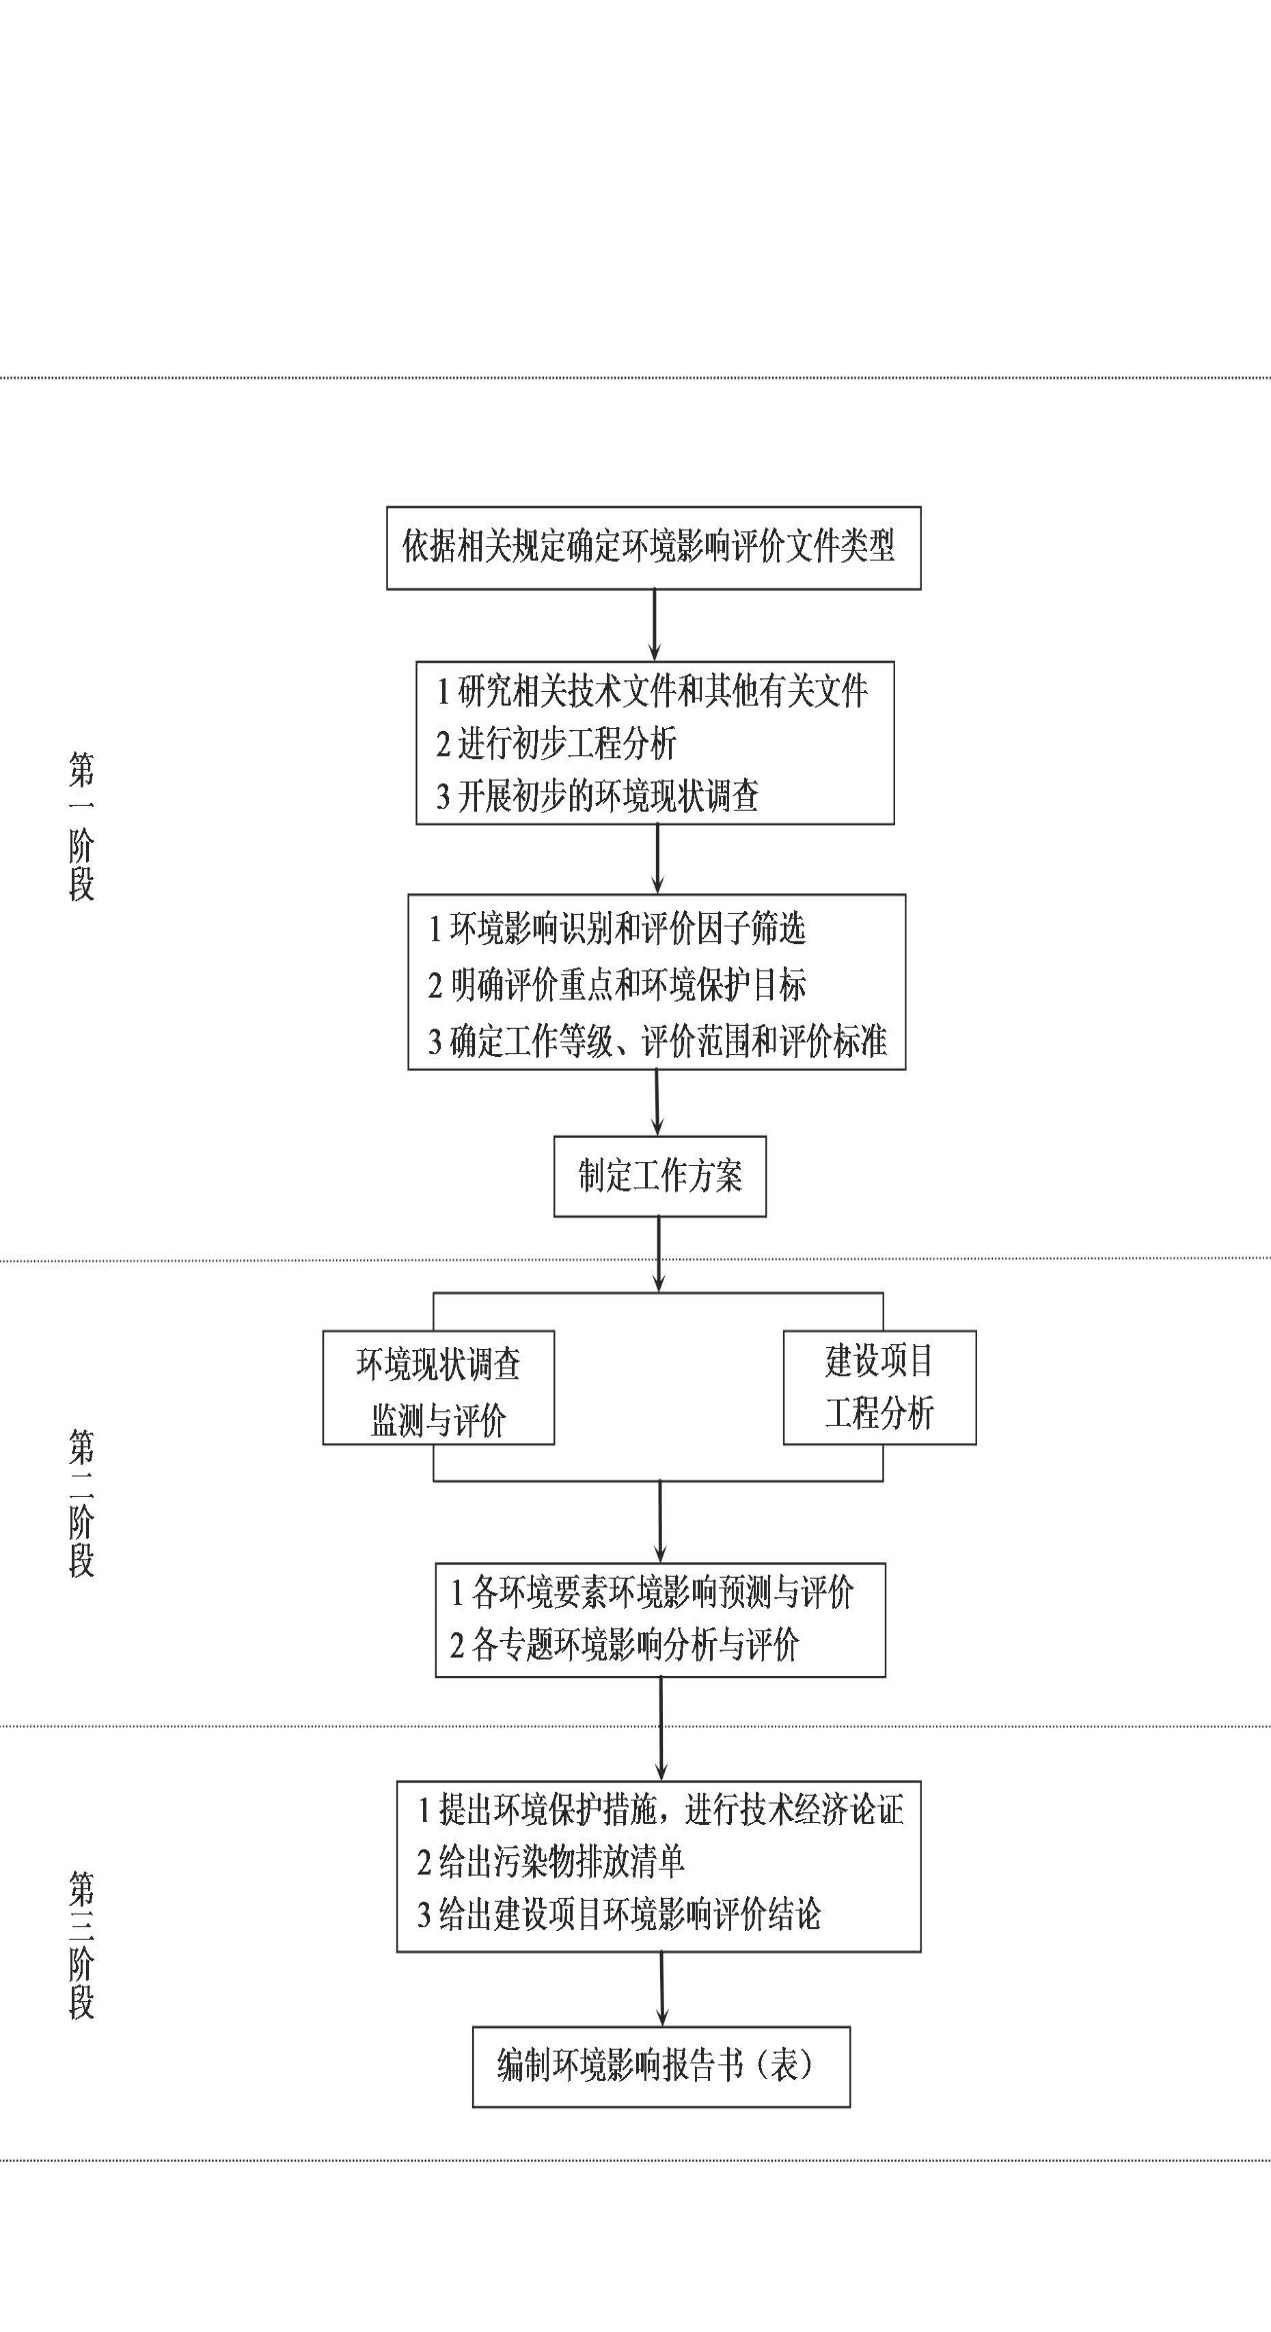 依据相关规定确定环境影响评价文件类型
1 研究相关技术文件和其他有关文件
2 进行初步工程分析
3 开展初步的环境现状调查
第一阶段
1 环境影响识别和评价因子筛选
2 明确评价重点和环境保护目标
3 确定工作等级、评价范围和评价标准
制定工作方案
环境现状调查
监测与评价
建设项目
工程分析
第二阶段
1 各环境要素环境影响预测与评价
2 各专题环境影响分析与评价
1 提出环境保护措施，进行技术经济论证
2 给出污染物排放清单
3 给出建设项目环境影响评价结论
第三阶段
编制环境影响报告书（表）